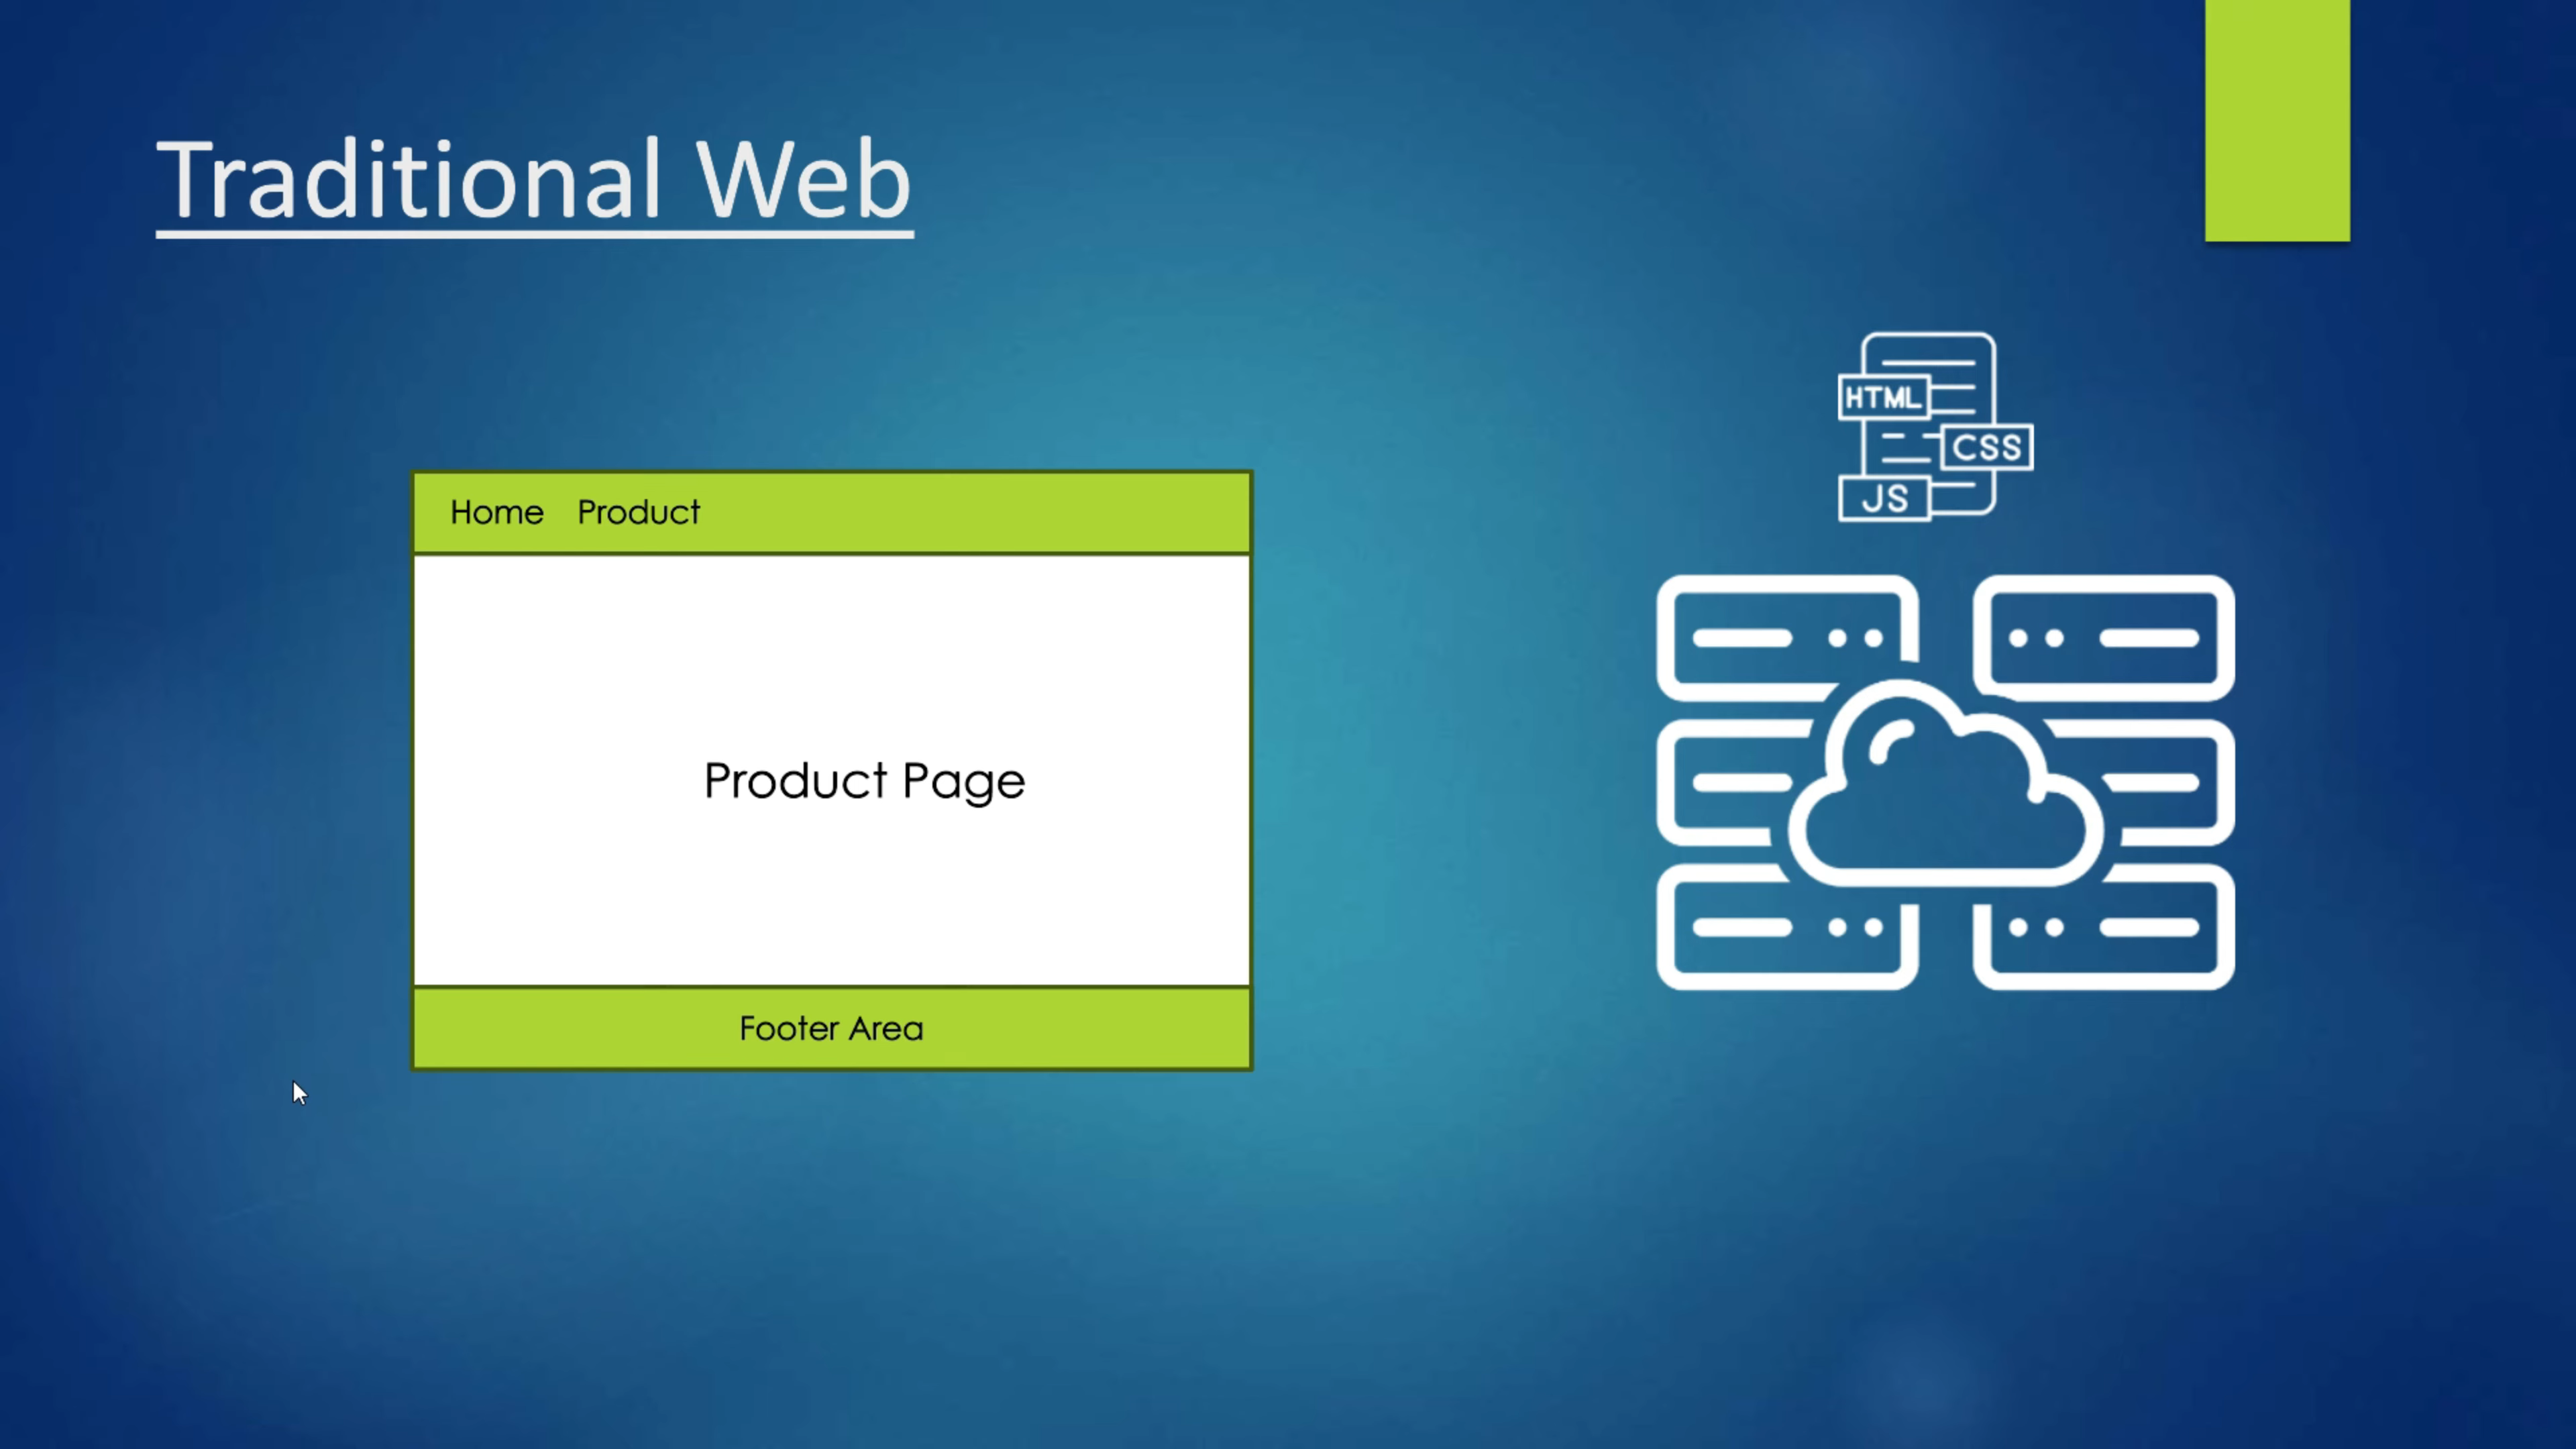 Traditional Web
HTML
CSS
JS
Home Product
Product Page
Footer Area